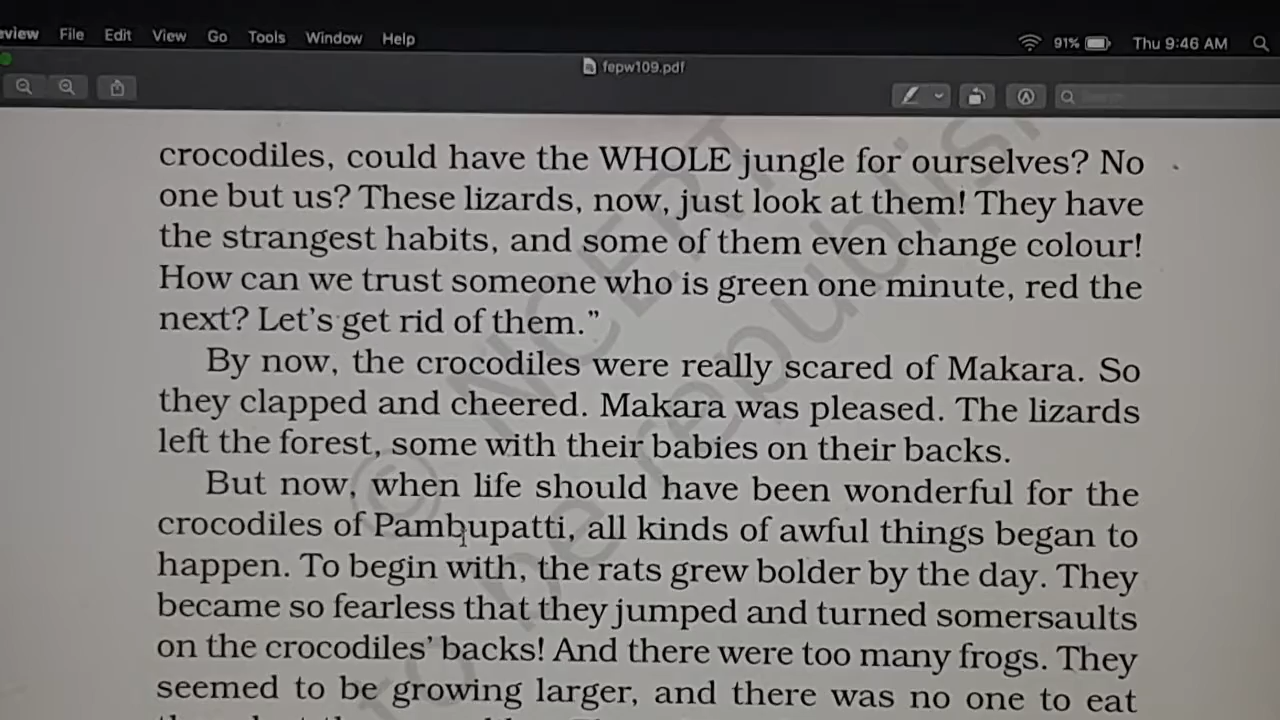 eview File Edit View Go Tools Window Help 91% Thu 9:46 AM
fepw109.pdf
crocodiles, could have the WHOLE jungle for ourselves? No
one but us? These lizards, now, just look at them! They have
the strangest habits, and some of them even change colour!
How can we trust someone who is green one minute, red the
next? Let's get rid of them."
By now, the crocodiles were really scared of Makara. So
they clapped and cheered. Makara was pleased. The lizards
left the forest, some with their babies on their backs.
But now, when life should have been wonderful for the
crocodiles of Pambupatti, all kinds of awful things began to
happen. To begin with, the rats grew bolder by the day. They
became so fearless that they jumped and turned somersaults
on the crocodiles' backs! And there were too many frogs. They
seemed to be growing larger, and there was no one to eat
© NCERT
to be republish